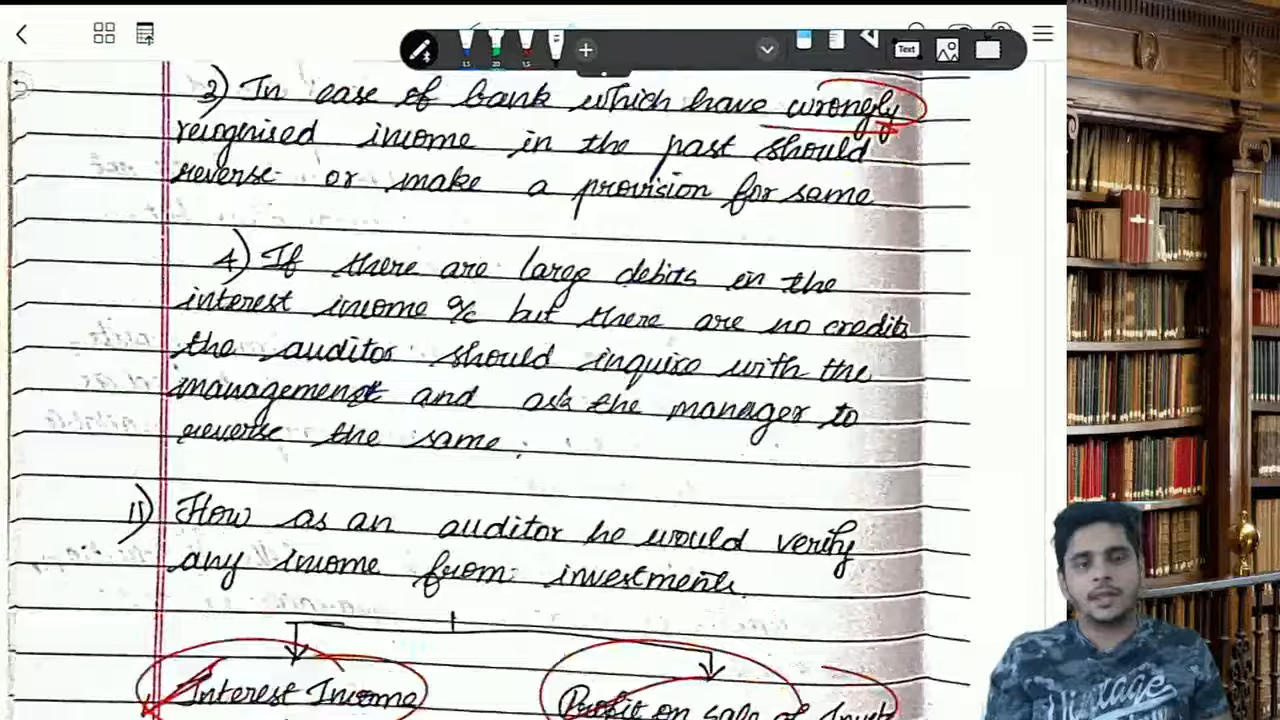 Text
3) In case of bank which have wrongly
recognised income in the past should
reverse or make a provision for same
4) If there are large debits in the
interest income a/c but there are no credits
the auditor should inquire with the
management and ask the manager to
reverse the same.
11) How as an auditor he would verify
any income from investments.
Interest Income
Profit on sale of Invest
Vintage